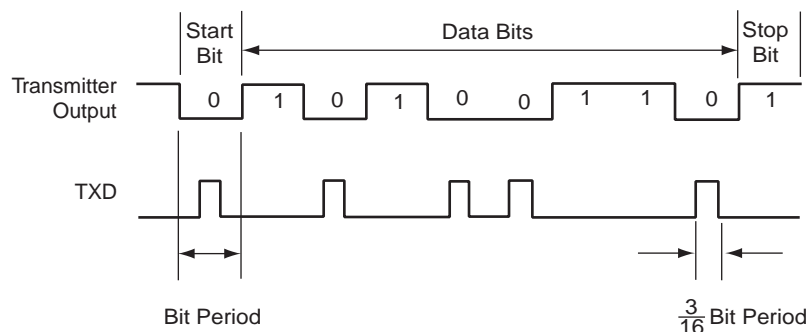 Start
Bit
Data Bits
Stop
Bit
Transmitter
Output
0 1 0 1 0 0 1 1 0 1
TXD
Bit Period
3
16 Bit Period